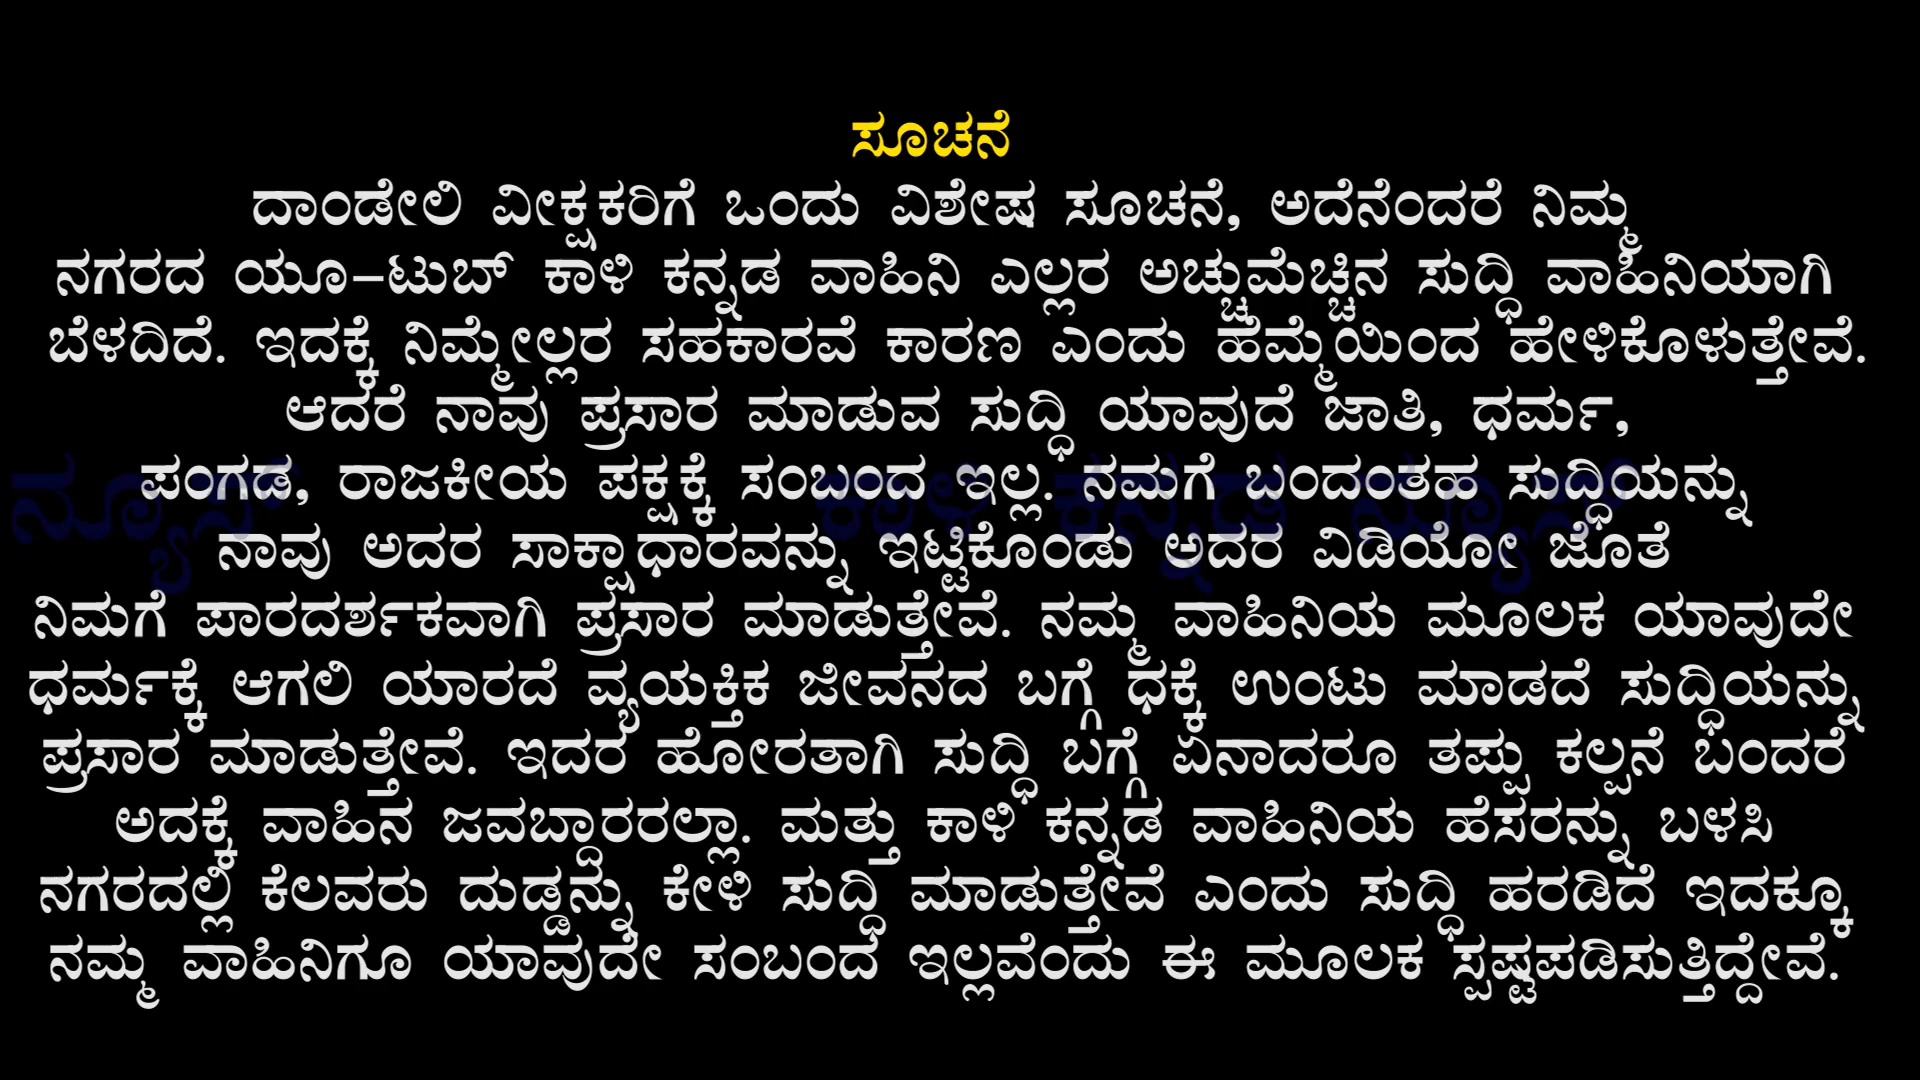 ಸೂಚನೆ
ದಾಂಡೇಲಿ ವೀಕ್ಷಕರಿಗೆ ಒಂದು ವಿಶೇಷ ಸೂಚನೆ, ಅದೆನೆಂದರೆ ನಿಮ್ಮ
ನಗರದ ಯೂ-ಟುಬ್ ಕಾಳಿ ಕನ್ನಡ ವಾಹಿನಿ ಎಲ್ಲರ ಅಚ್ಚುಮೆಚ್ಚಿನ ಸುದ್ಧಿ ವಾಹಿನಿಯಾಗಿ
ಬೆಳದಿದೆ. ಇದಕ್ಕೆ ನಿಮ್ಮೇಲ್ಲರ ಸಹಕಾರವೆ ಕಾರಣ ಎಂದು ಹೆಮ್ಮೆಯಿಂದ ಹೇಳಿಕೊಳುತ್ತೇವೆ.
ಆದರೆ ನಾವು ಪ್ರಸಾರ ಮಾಡುವ ಸುದ್ಧಿ ಯಾವುದೆ ಜಾತಿ, ಧರ್ಮ,
ಪಂಗಡ, ರಾಜಕೀಯ ಪಕ್ಷಕ್ಕೆ ಸಂಬಂದ ಇಲ್ಲ. ನಮಗೆ ಬಂದಂತಹ ಸುದ್ಧಿಯನ್ನು
ನಾವು ಅದರ ಸಾಕ್ಷಾಧಾರವನ್ನು ಇಟ್ಟಿಕೊಂಡು ಅದರ ವಿಡಿಯೋ ಜೊತೆ
ನಿಮಗೆ ಪಾರದರ್ಶಕವಾಗಿ ಪ್ರಸಾರ ಮಾಡುತ್ತೇವೆ. ನಮ್ಮ ವಾಹಿನಿಯ ಮೂಲಕ ಯಾವುದೇ
ಧರ್ಮಕ್ಕೆ ಆಗಲಿ ಯಾರದೆ ವ್ಯಯಕ್ತಿಕ ಜೀವನದ ಬಗ್ಗೆ ಧಕ್ಕೆ ಉಂಟು ಮಾಡದೆ ಸುದ್ಧಿಯನ್ನು
ಪ್ರಸಾರ ಮಾಡುತ್ತೇವೆ. ಇದರ ಹೋರತಾಗಿ ಸುದ್ಧಿ ಬಗ್ಗೆ ಏನಾದರೂ ತಪ್ಪು ಕಲ್ಪನೆ ಬಂದರೆ
ಅದಕ್ಕೆ ವಾಹಿನ ಜವಬ್ದಾರರಲ್ಲಾ. ಮತ್ತು ಕಾಳಿ ಕನ್ನಡ ವಾಹಿನಿಯ ಹೆಸರನ್ನು ಬಳಸಿ
ನಗರದಲ್ಲಿ ಕೆಲವರು ದುಡ್ಡನ್ನು ಕೇಳಿ ಸುದ್ಧಿ ಮಾಡುತ್ತೇವೆ ಎಂದು ಸುದ್ಧಿ ಹರಡಿದೆ ಇದಕ್ಕೂ
ನಮ್ಮ ವಾಹಿನಿಗೂ ಯಾವುದೇ ಸಂಬಂದ ಇಲ್ಲವೆಂದು ಈ ಮೂಲಕ ಸ್ಪಷ್ಟಪಡಿಸುತ್ತಿದ್ದೇವೆ.
ನ್ಯೂಸ್ ಕಾಳಿ ಕನ್ನಡ ನ್ಯೂಸ್